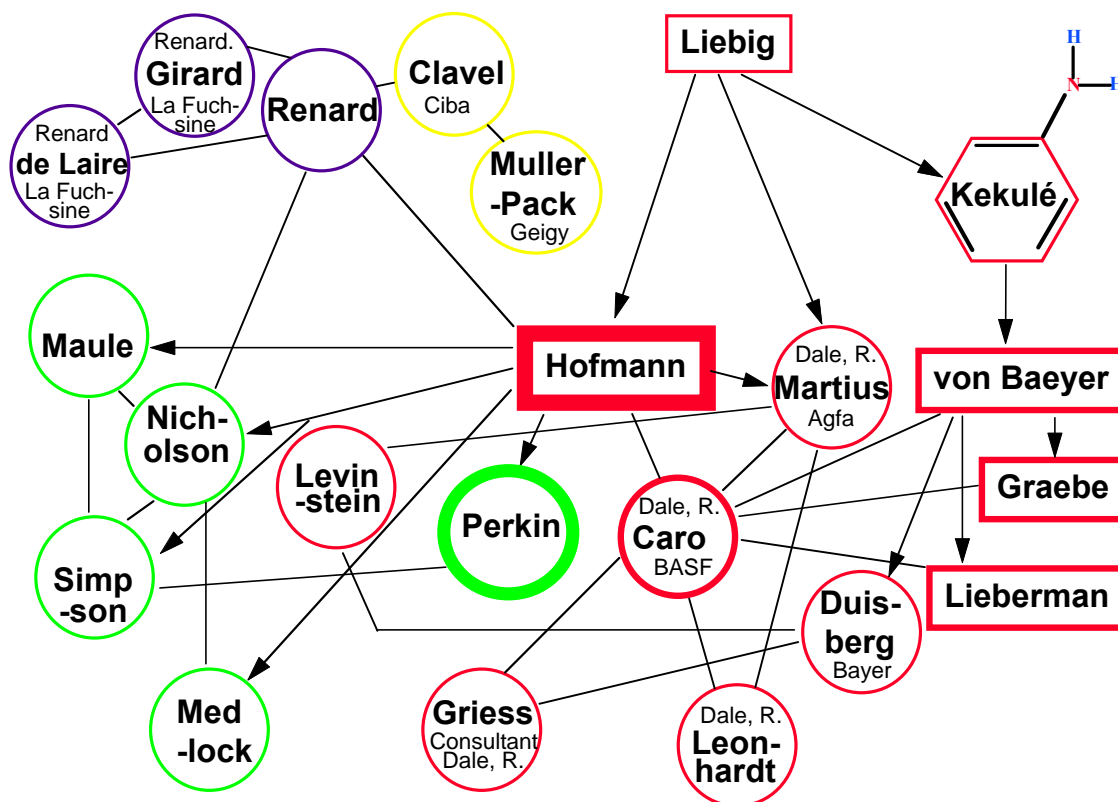 Renard.
Girard
La Fuch-
sine
Renard
de Laire
La Fuch-
sine
Renard
Clavel
Ciba
Muller
-Pack
Geigy
Liebig
H
N
H
Kekulé
Maule
Nich-
olson
Simp
-son
Med
-lock
Levin
-stein
Hofmann
Perkin
Dale, R.
Martius
Agfa
Dale, R.
Caro
BASF
von Baeyer
Graebe
Lieberman
Duis-
berg
Bayer
Griess
Consultant
Dale, R.
Dale, R.
Leon-
hardt